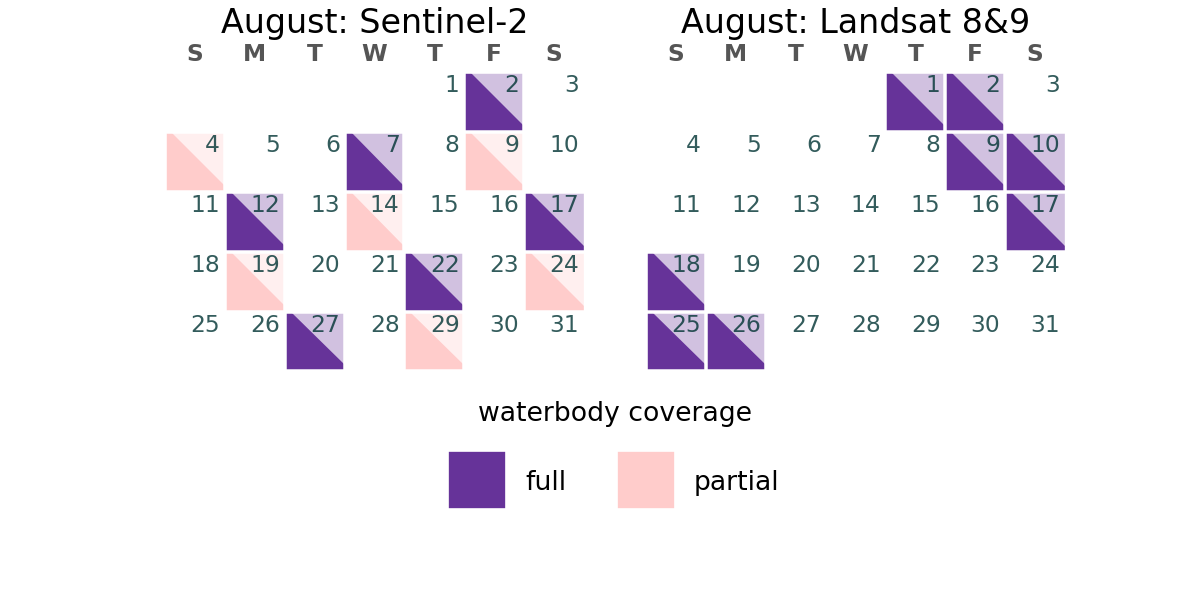 August: Sentinel-2
S M T W T F S
1 2 3
4 5 6 7 8 9 10
11 12 13 14 15 16 17
18 19 20 21 22 23 24
25 26 27 28 29 30 31
August: Landsat 8&9
S M T W T F S
1 2 3
4 5 6 7 8 9 10
11 12 13 14 15 16 17
18 19 20 21 22 23 24
25 26 27 28 29 30 31
waterbody coverage
full partial